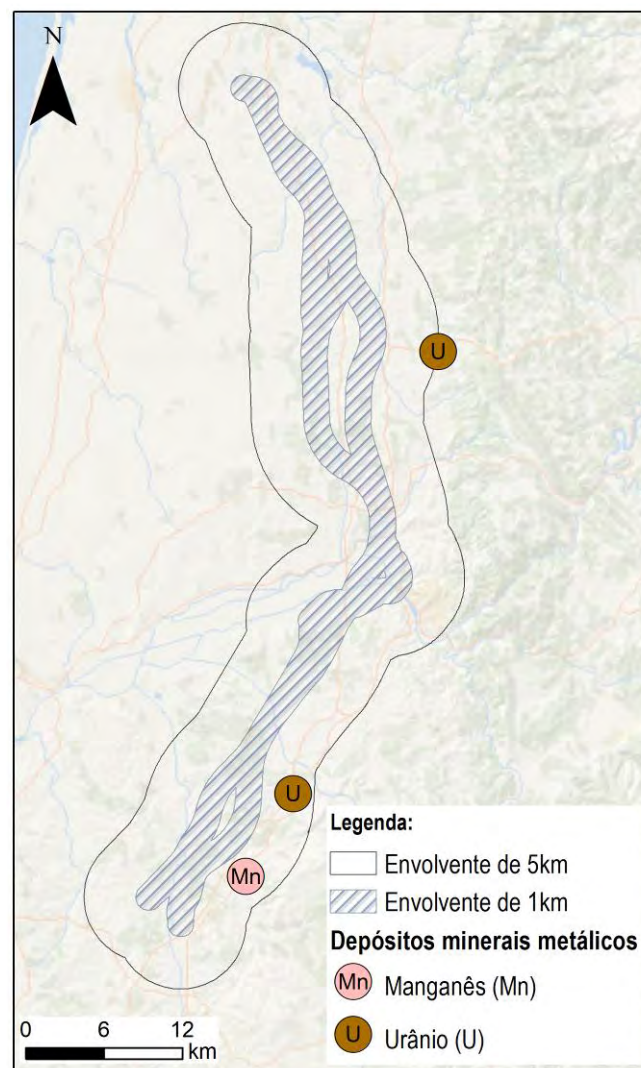 N
U
U
Mn
Legenda:
Envolvente de 5km
Envolvente de 1km
Depósitos minerais metálicos
Mn Manganês (Mn)
U Urânio (U)
0 6 12
km